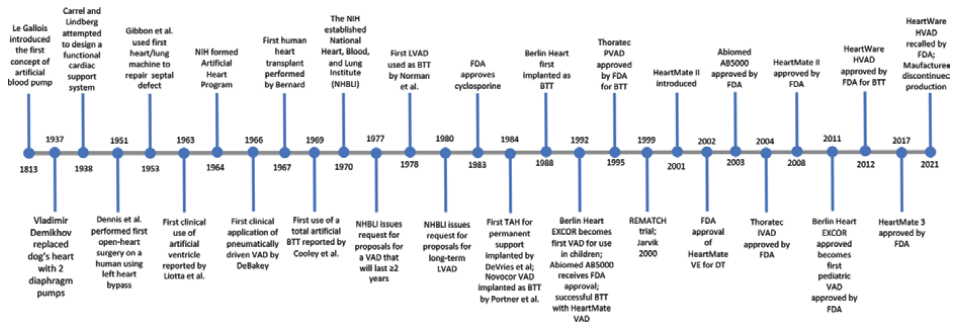 Le Gallois
introduced
the first
concept of
artificial
blood pump
Carrel and
Lindberg
attempted
to design a
functional
cardiac
support
system
Gibbon et al.
used first
heart/lung
machine to
repair septal
defect
NIH formed
Artificial
Heart
Program
First human
heart
transplant
performed
by Bernard
The NIH
established
National
Heart, Blood,
and Lung
Institute
(NHBLI)
First LVAD
used as BTT
by Norman
et al.
FDA
approves
cyclosporine
Berlin Heart
first
implanted as
BTT
Thoratec
PVAD
approved
by FDA
for BTT
HeartMate II
introduced
Abiomed
AB5000
approved by
FDA
HeartMate II
approved by
FDA
HeartWare
HVAD
approved by
FDA for BTT
HeartWare
HVAD
recalled by
FDA;
Maufacture
discontinuec
production
1813
1937
1938
1951
1953
1963
1964
1966
1967
1969
1970
1977
1978
1980
1983
1984
1988
1992
1995
1999
2001
2002
2003
2004
2008
2011
2012
2017
2021
Vladimir
Demikhov
replaced
dog's heart
with 2
diaphragm
pumps
Dennis et al.
performed first
open-heart
surgery on a
human using
left heart
bypass
First clinical
use of
artificial
ventricle
reported by
Liotta et al.
First clinical
application of
pneumatically
driven VAD by
DeBakey
First use of a
total artificial
BTT reported by
Cooley et al.
NHBLI issues
request for
proposals for
a VAD that
will last ≥2
years
NHBLI issues
request for
proposals for
long-term
LVAD
First TAH for
permanent
support
implanted by
DeVries et al;
Novocor VAD
implanted as BTT
by Portner et al.
Berlin Heart
EXCOR becomes
first VAD for use
in children;
Abiomed AB5000
receives FDA
approval;
successful BTT
with HeartMate
VAD
REMATCH
trial;
Jarvik
2000
FDA
approval
of
HeartMate
VE for DT
Thoratec
IVAD
approved by
FDA
Berlin Heart
EXCOR
approved
becomes
first
pediatric
VAD
approved by
FDA
HeartMate 3
approved by
FDA